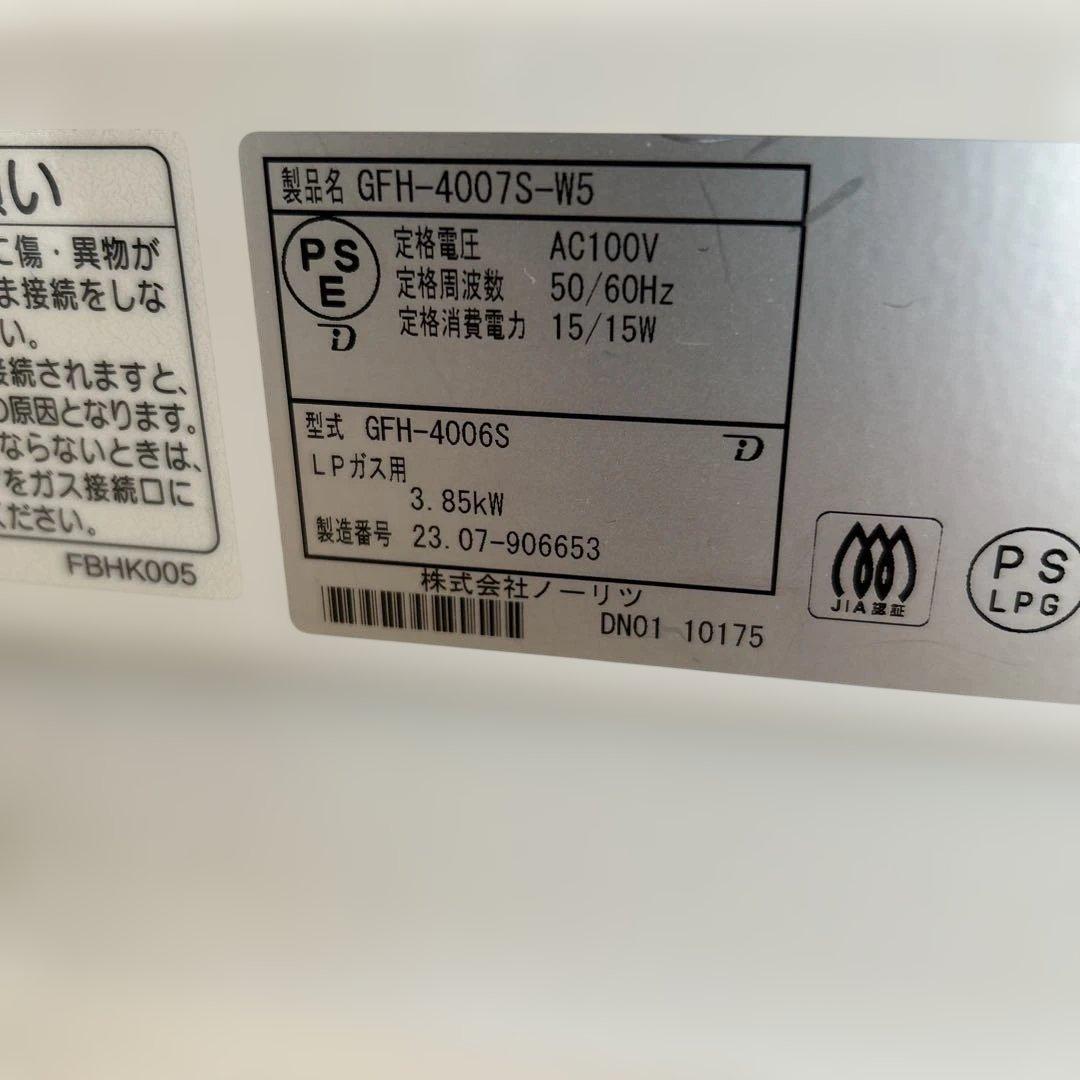 い
に傷・異物が
ま接続をしな
い。
接続されますと、
の原因となります。
ならないときは、
をガス接続口に
ください。
FBHK005
製品名 GFH-4007S-W5
PS
E
定格電圧 AC100V
定格周波数 50/60Hz
定格消費電力 15/15W
型式 GFH-4006S
LPガス用
3.85kW
製造番号 23.07-906653
株式会社ノーリツ
DN01 10175
JIA認証
PS
LPG